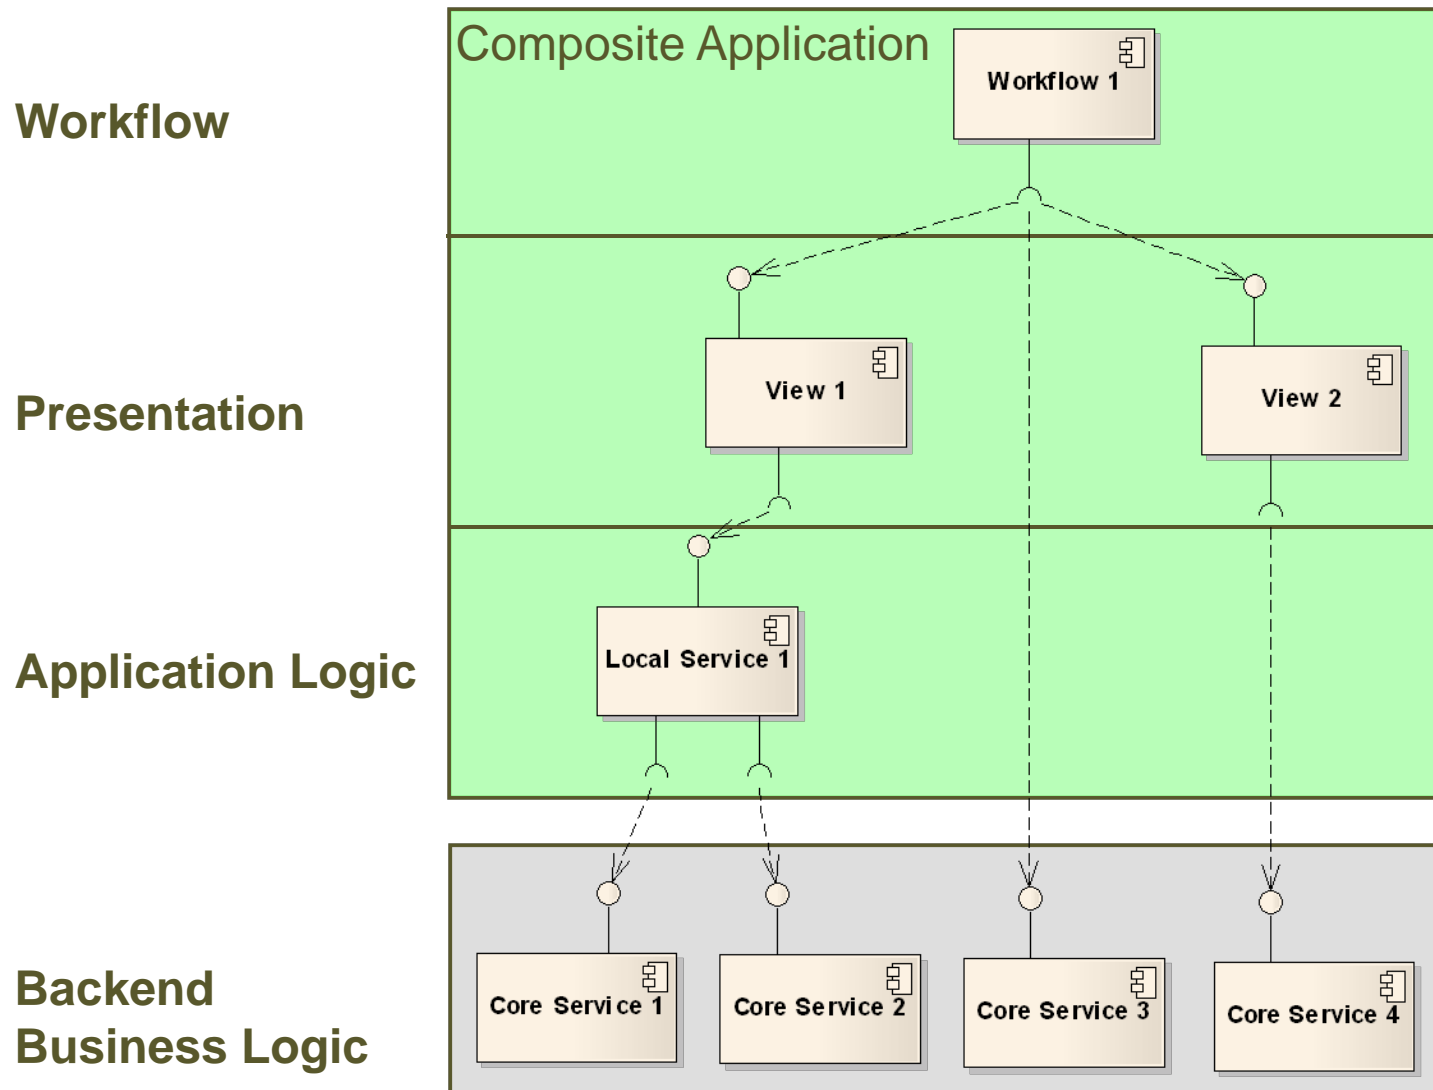 Composite Application
Workflow 1
Workflow
View 1
View 2
Presentation
Local Service 1
Application Logic
Core Service 1
Core Service 2
Core Service 3
Core Service 4
Backend
Business Logic